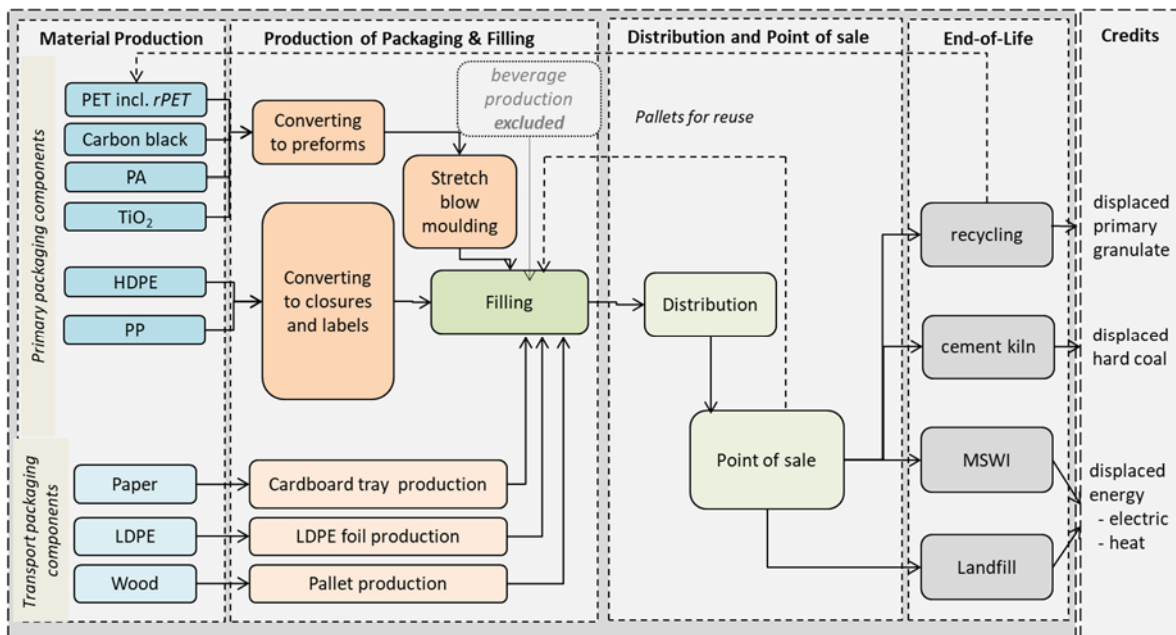 Material Production
Production of Packaging & Filling
Distribution and Point of sale
End-of-Life
Credits
Primary packaging components
PET incl. rPET
Carbon black
PA
TiO2
HDPE
PP
Converting
to preforms
beverage
production
excluded
Stretch
blow
moulding
Converting
to closures
and labels
Filling
Pallets for reuse
Distribution
Point of sale
recycling
cement kiln
MSWI
Landfill
displaced
primary
granulate
displaced
hard coal
displaced
energy
- electric
- heat
Transport packaging
components
Paper
LDPE
Wood
Cardboard tray production
LDPE foil production
Pallet production